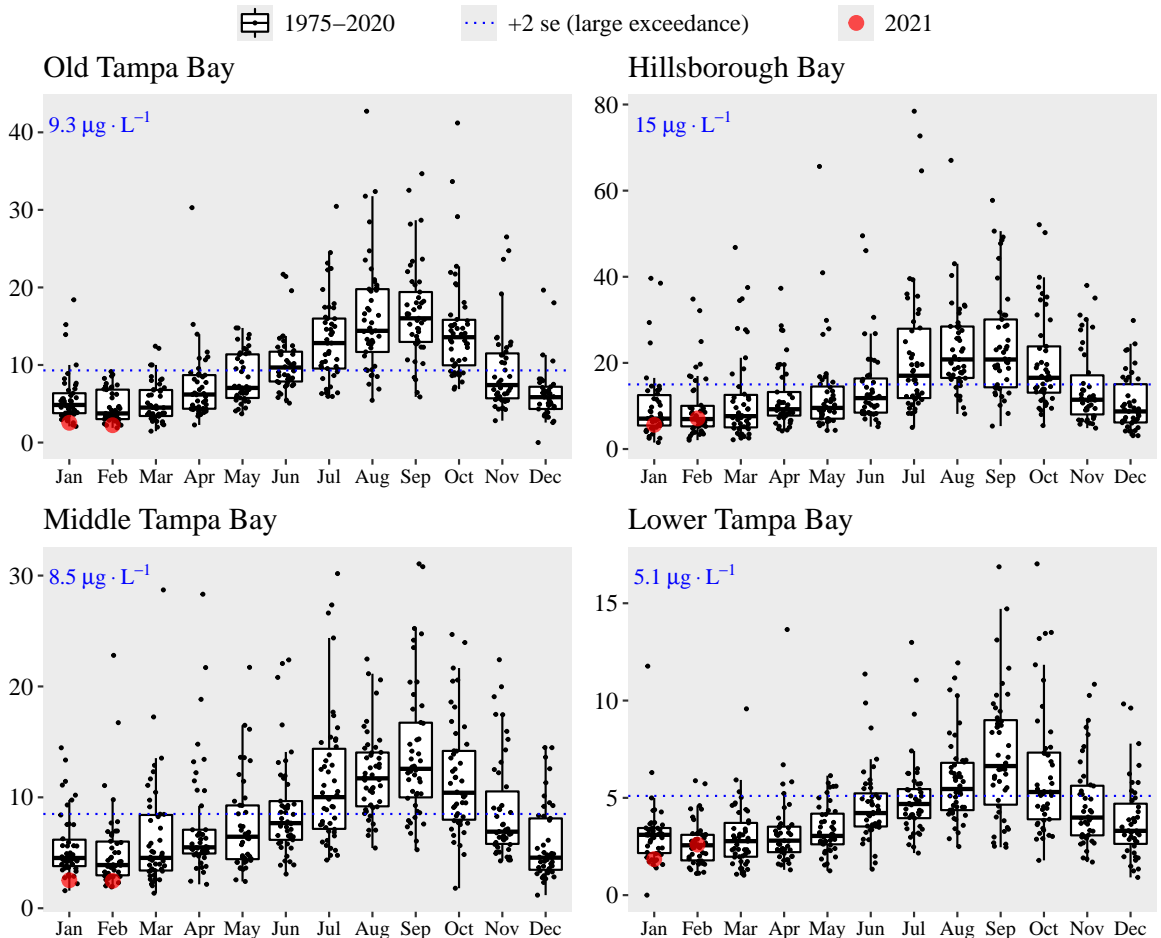 1975–2020 +2 se (large exceedance) 2021
Old Tampa Bay
9.3 μg · L⁻¹
40
30
20
10
0
Jan Feb Mar Apr May Jun Jul Aug Sep Oct Nov Dec
Hillsborough Bay
15 μg · L⁻¹
80
60
40
20
0
Jan Feb Mar Apr May Jun Jul Aug Sep Oct Nov Dec
Middle Tampa Bay
8.5 μg · L⁻¹
30
20
10
0
Jan Feb Mar Apr May Jun Jul Aug Sep Oct Nov Dec
Lower Tampa Bay
5.1 μg · L⁻¹
15
10
5
0
Jan Feb Mar Apr May Jun Jul Aug Sep Oct Nov Dec